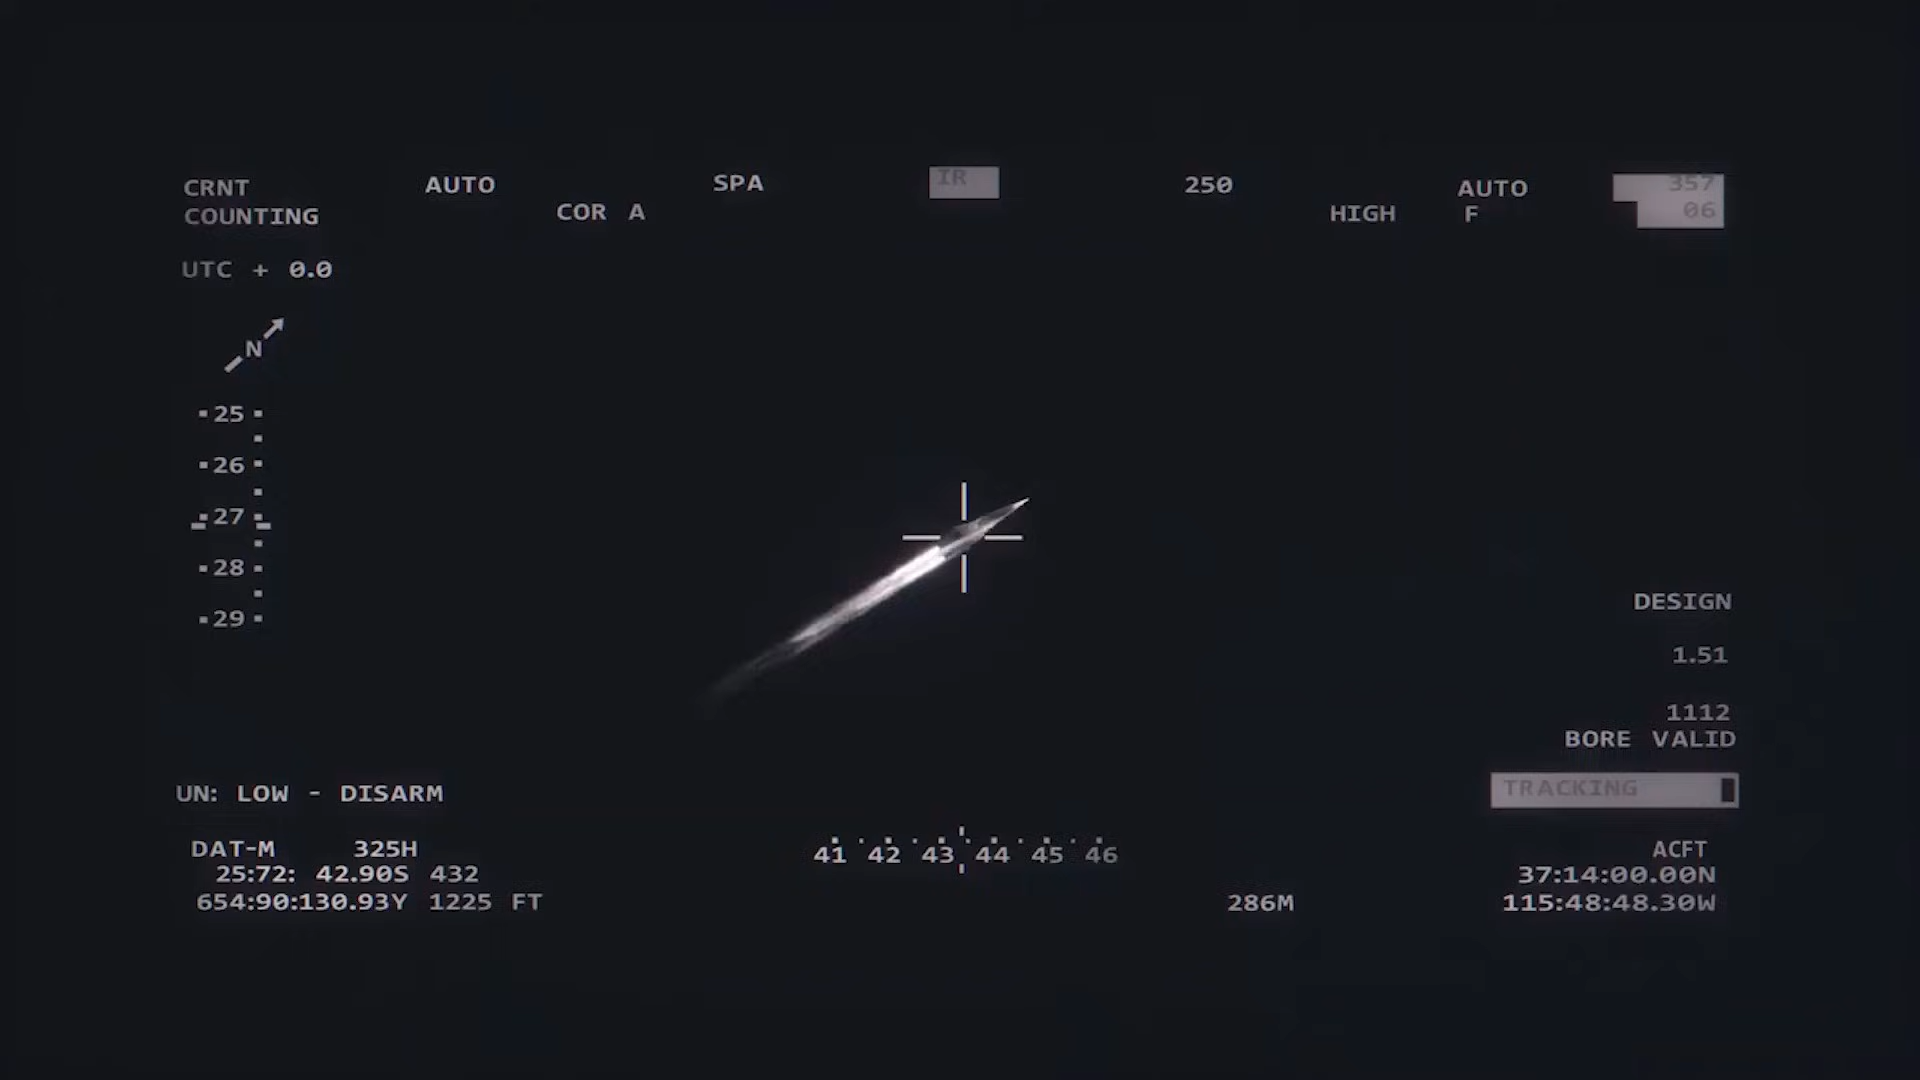 CRNT
COUNTING
AUTO
COR A
SPA
IR
250
HIGH
AUTO
F
357
06
UTC + 0.0
N
25
26
27
28
29
DESIGN
1.51
1112
BORE VALID
TRACKING
UN: LOW - DISARM
DAT-M 325H
25:72: 42.90S 432
654:90:130.93Y 1225 FT
41 42 43 44 45 46
286M
ACFT
37:14:00.00N
115:48:48.30W